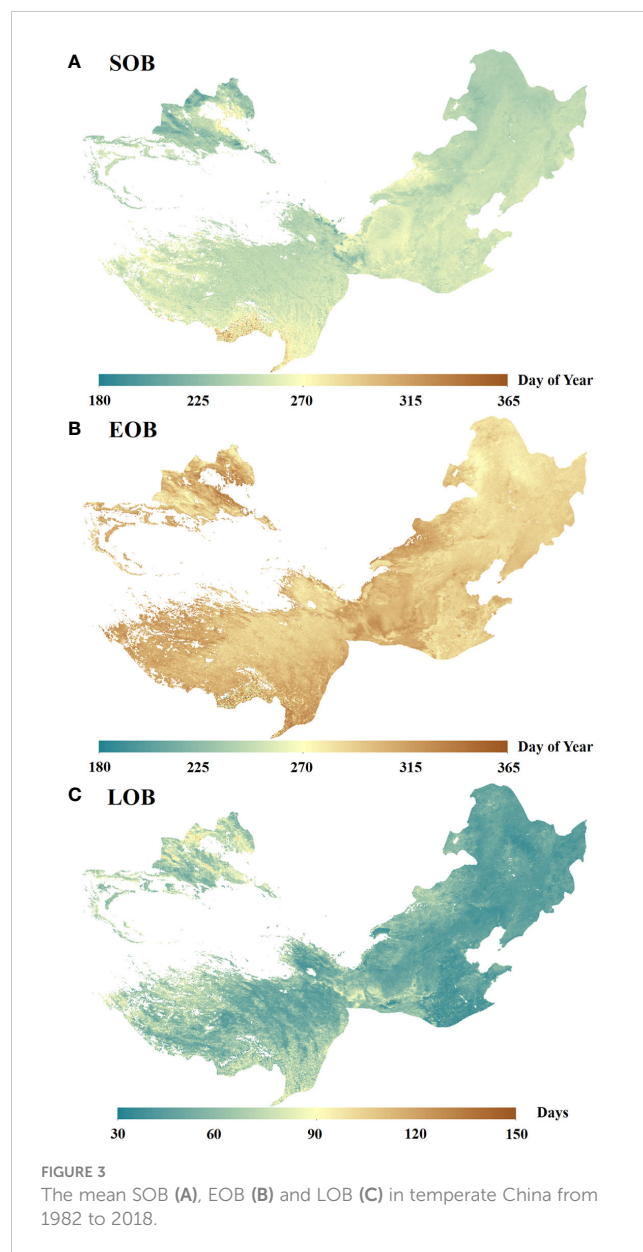 A SOB
Day of Year
180 225 270 315 365
B EOB
Day of Year
180 225 270 315 365
C LOB
Days
30 60 90 120 150
FIGURE 3
The mean SOB (A), EOB (B) and LOB (C) in temperate China from
1982 to 2018.